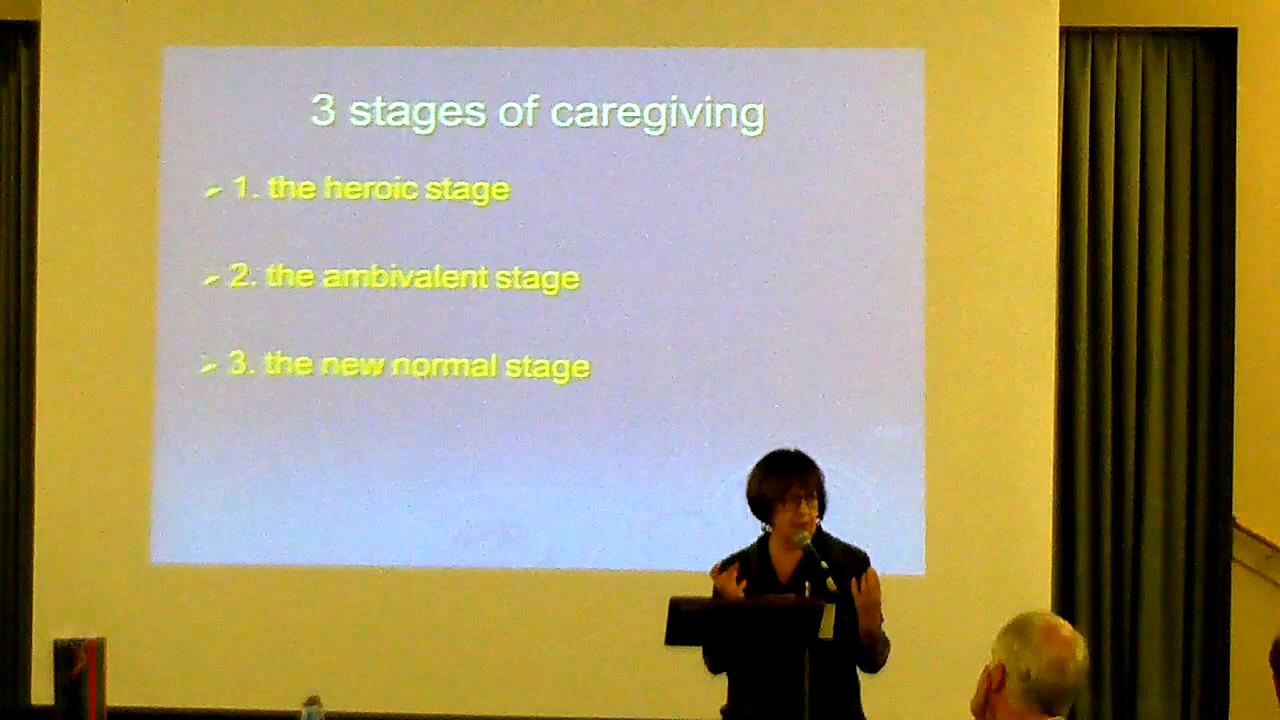 3 stages of caregiving
➢ 1. the heroic stage
➢ 2. the ambivalent stage
➢ 3. the new normal stage